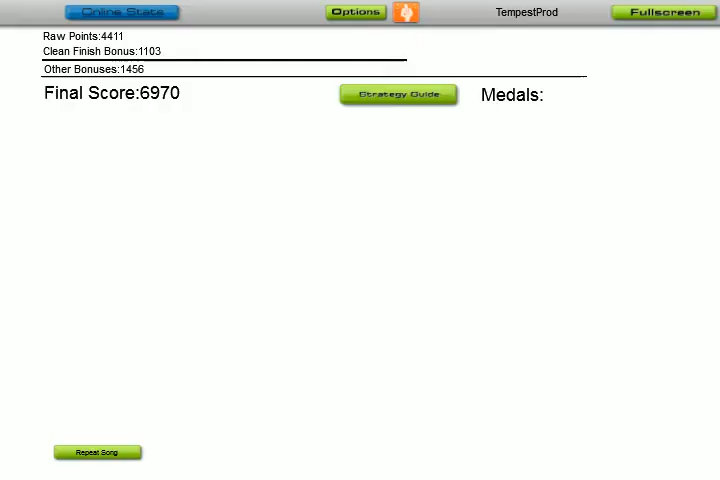 Online Stats
Options
TempestProd
Fullscreen
Raw Points:4411
Clean Finish Bonus:1103
Other Bonuses:1456
Final Score:6970
Strategy Guide
Medals:
Repeat Song